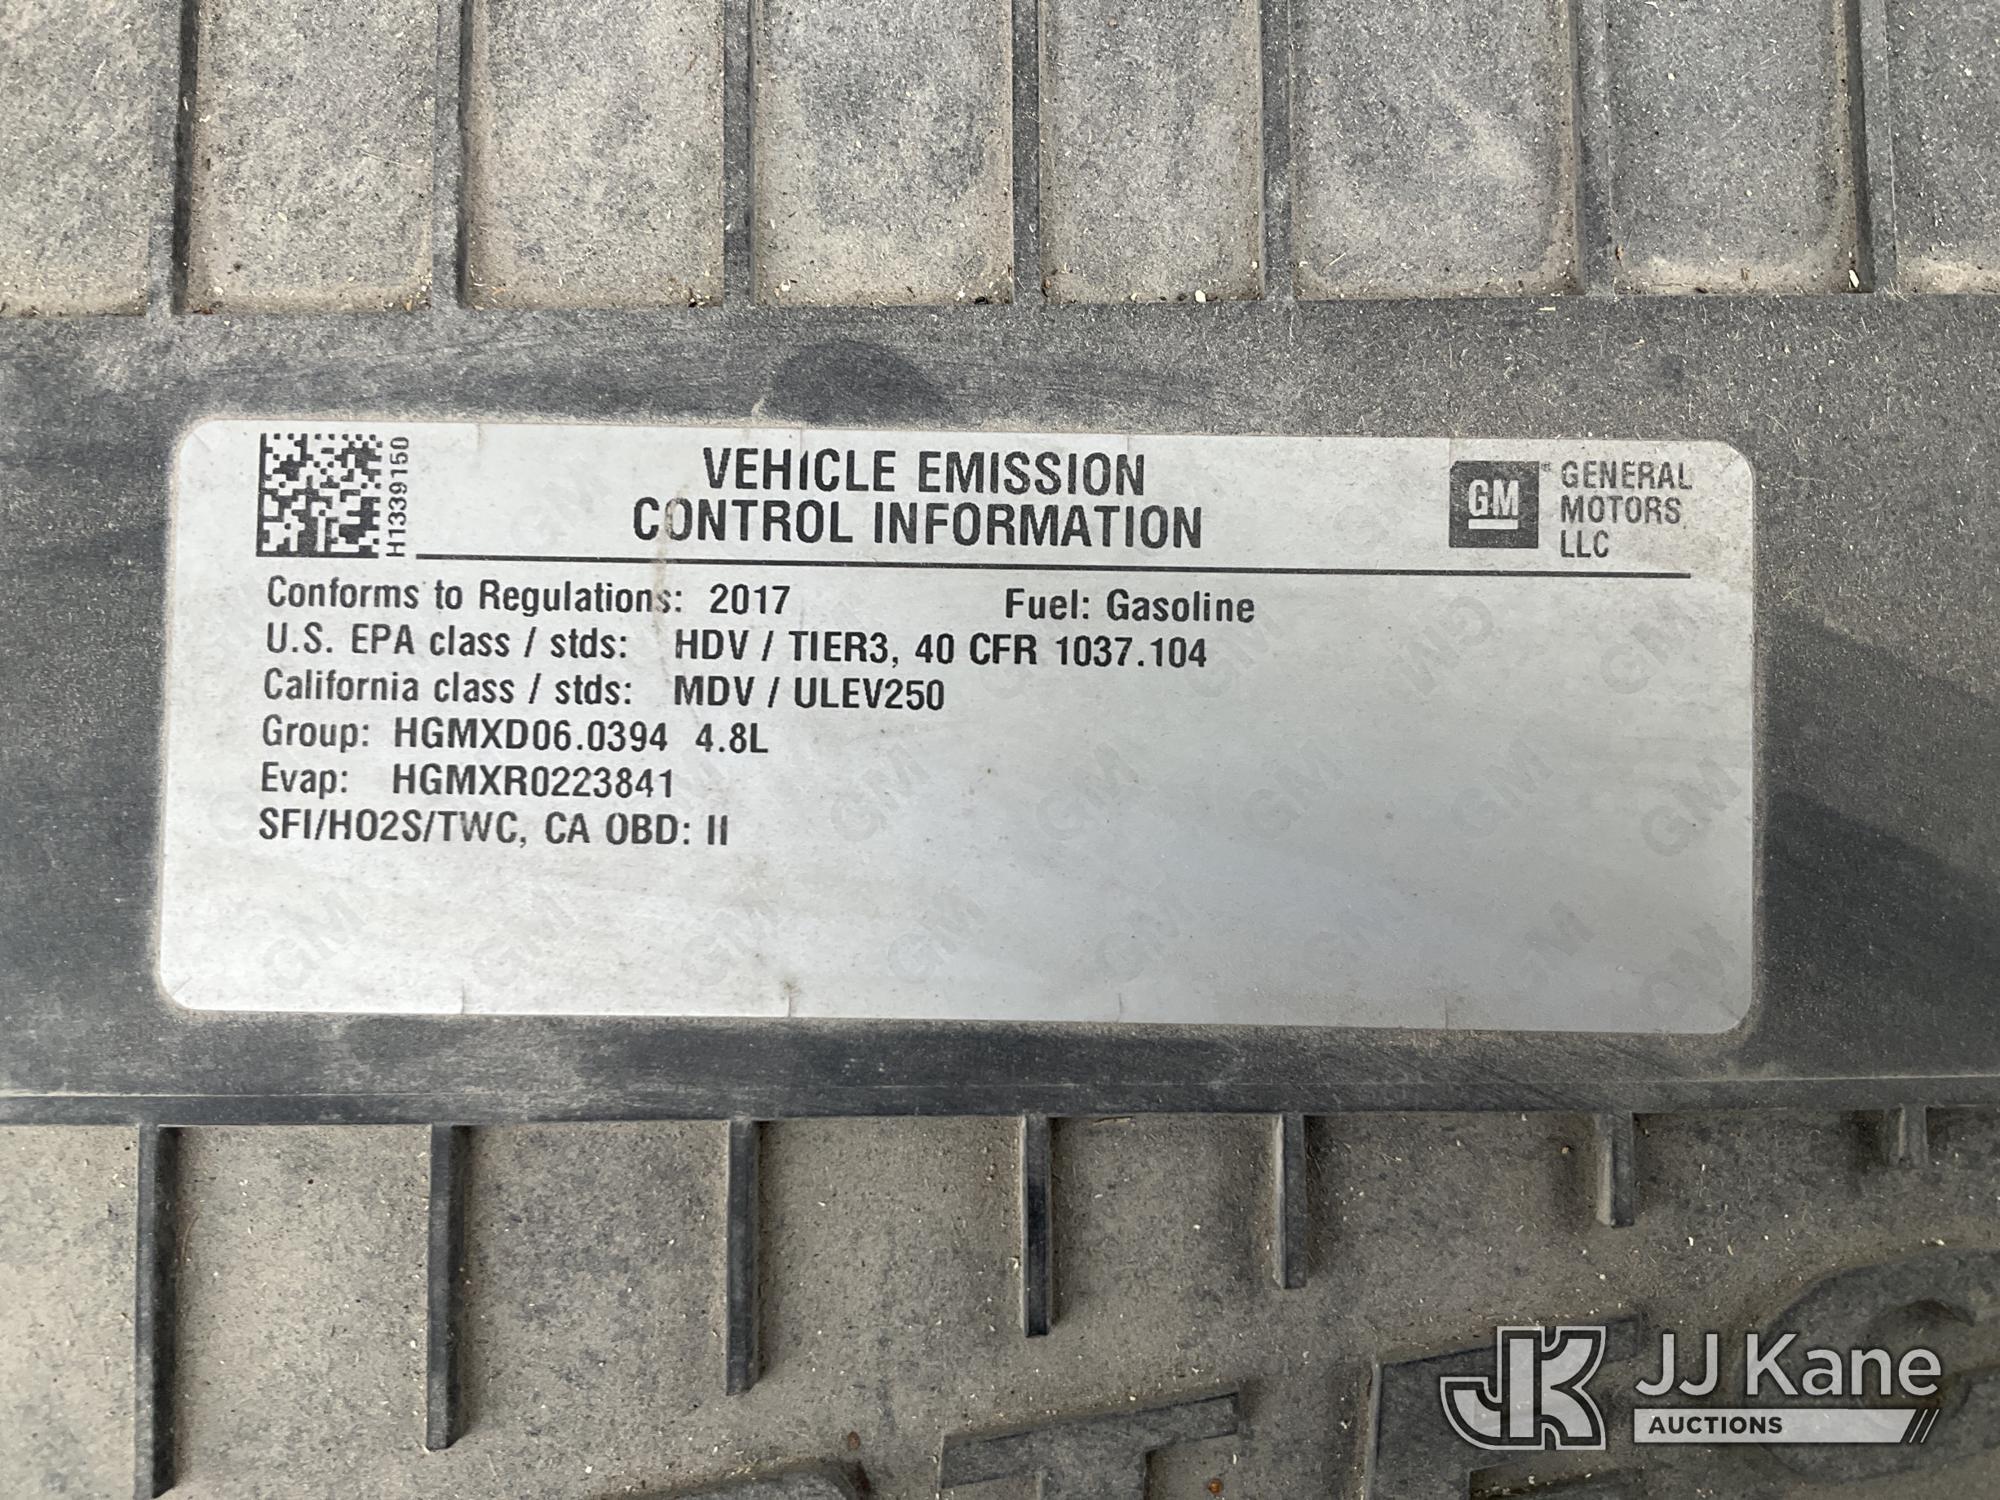 H13339150
VEHICLE EMISSION
CONTROL INFORMATION
GM
GENERAL
MOTORS
LLC
Conforms to Regulations: 2017 Fuel: Gasoline
U.S. EPA class / stds: HDV / TIER3, 40 CFR 1037.104
California class / stds: MDV / ULEV250
Group: HGMXD06.0394 4.8L
Evap: HGMXR0223841
SFI/HO2S/TWC, CA OBD: II
JK JJ Kane
AUCTIONS